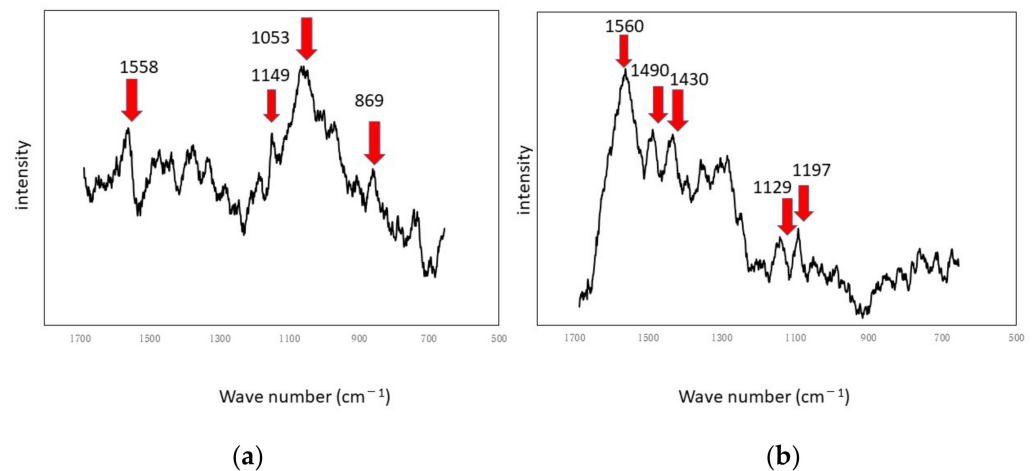 1558
1053
1149
869
intensity
1700 1500 1300 1100 900 700 500
Wave number (cm⁻¹)
(a)
1560
1490 1430
1129 1197
intensity
1700 1500 1300 1100 900 700 500
Wave number (cm⁻¹)
(b)